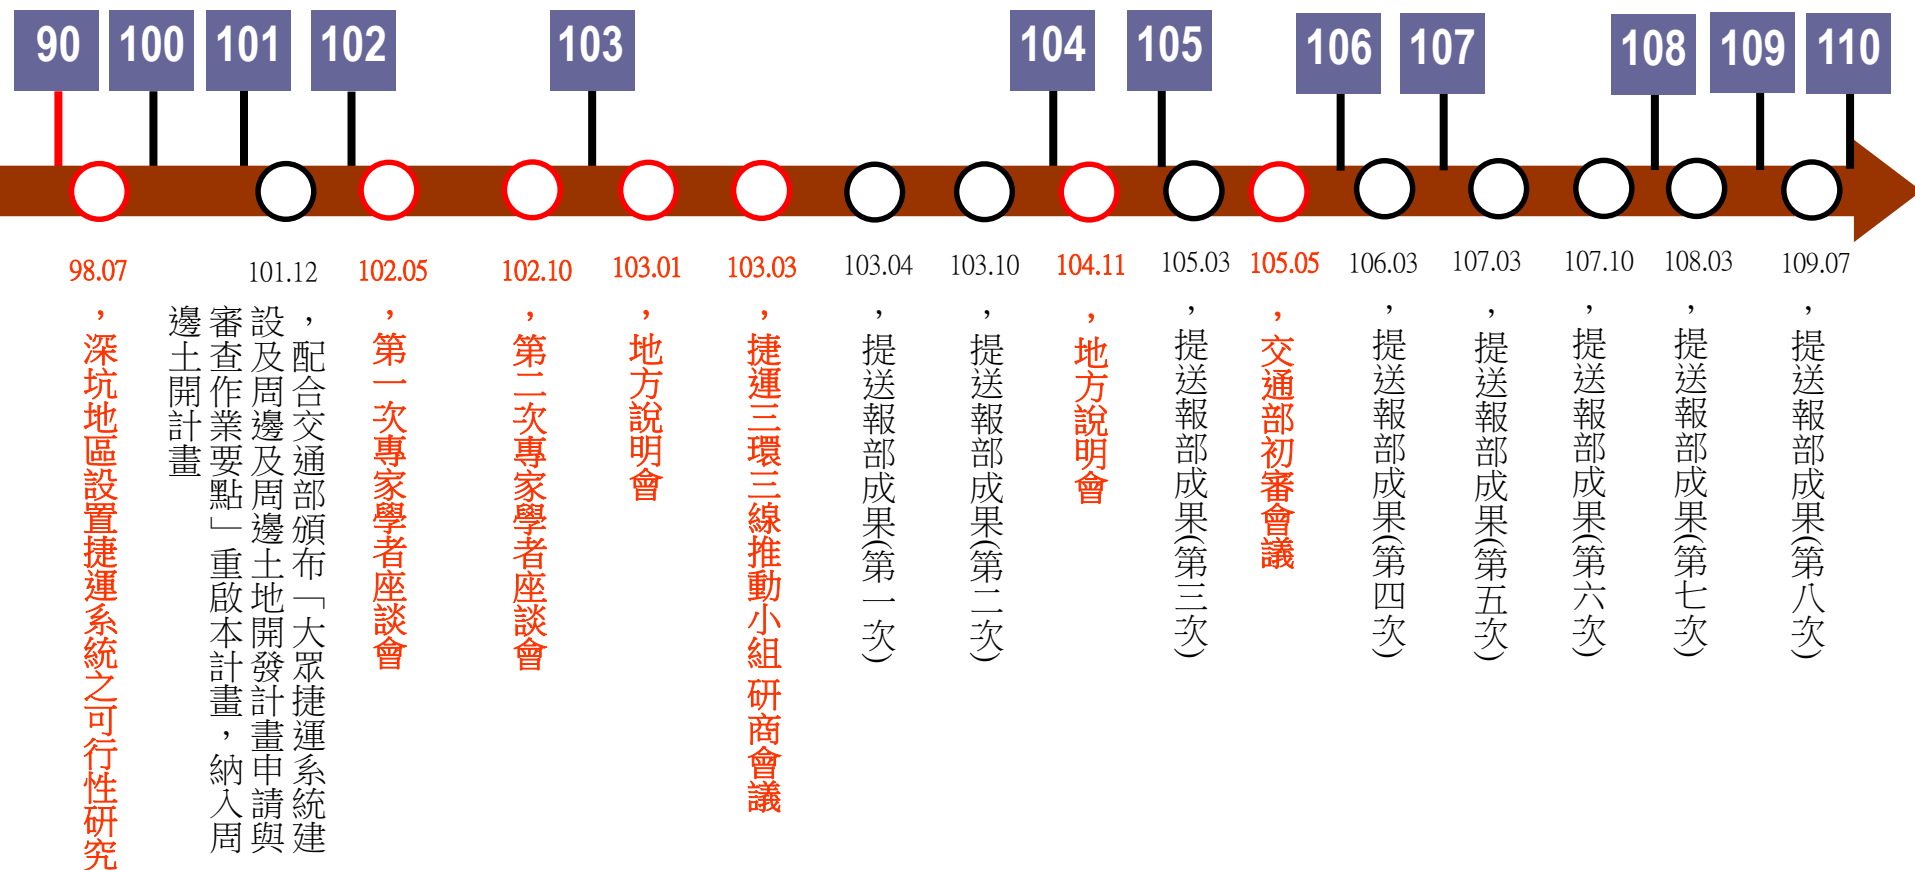 90
100
101
102
103
104
105
106
107
108
109
110
98.07
，深坑地區設置捷運系統之可行性研究
101.12
，配合交通部頒布「大眾捷運系統建
設及周邊及周邊土地開發計畫申請與
審查作業要點」重啟本計畫，納入周
邊土開計畫
102.05
，第一次專家學者座談會
102.10
，第二次專家學者座談會
103.01
，地方說明會
103.03
，捷運三環三線推動小組 研商會議
103.04
，提送報部成果(第一次)
103.10
，提送報部成果(第二次)
104.11
，地方說明會
105.03
，提送報部成果(第三次)
105.05
，交通部初審會議
106.03
，提送報部成果(第四次)
107.03
，提送報部成果(第五次)
107.10
，提送報部成果(第六次)
108.03
，提送報部成果(第七次)
109.07
，提送報部成果(第八次)